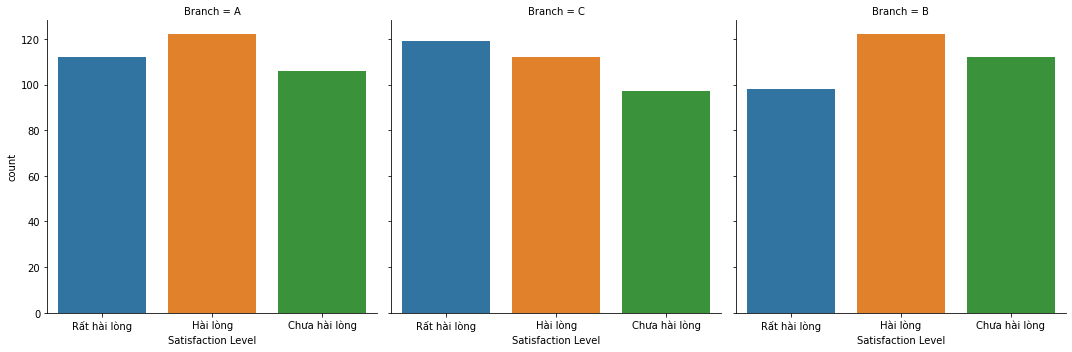 Branch = A
Branch = C
Branch = B
count
120
100
80
60
40
20
0
Rất hài lòng
Hài lòng
Chưa hài lòng
Satisfaction Level
Rất hài lòng
Hài lòng
Chưa hài lòng
Satisfaction Level
Rất hài lòng
Hài lòng
Chưa hài lòng
Satisfaction Level